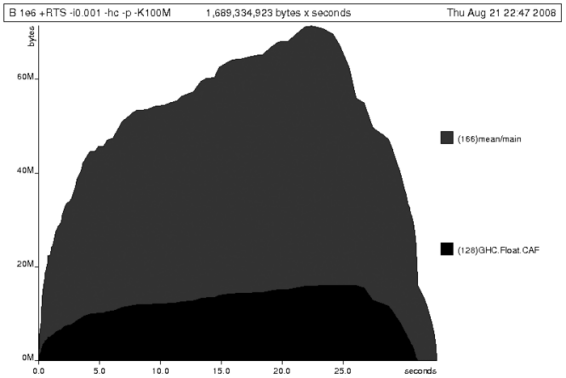 B 1e6 +RTS -i0.001 -hc -p -K100M 1,689,334,923 bytes x seconds Thu Aug 21 22:47 2008
bytes
60M
(166)mean/main
40M
(128)GHC.Float.CAF
20M
0M
0.0 5.0 10.0 15.0 20.0 25.0 seconds